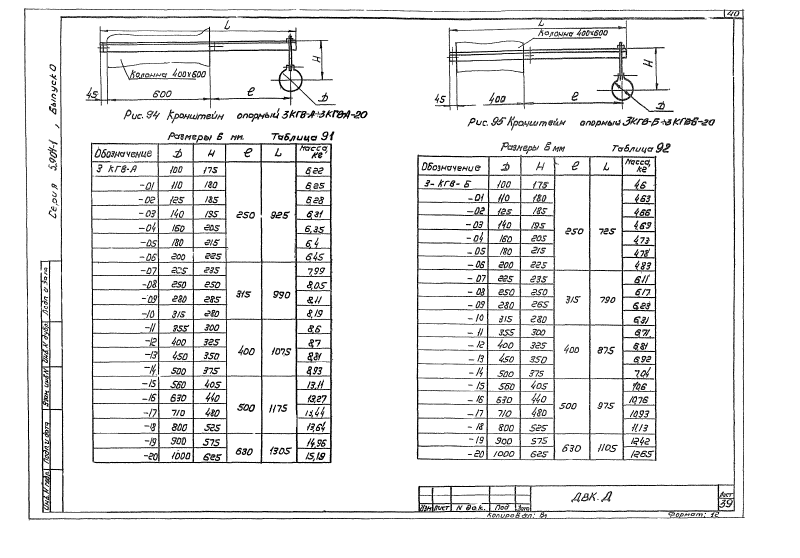 40
Серия 5.904-1, Выпуск 0
L
H
Колонна 400х600
45
600
e
D
Рис. 94 Кронштейн опорный 3КГВ-А÷3КГВА-20
Размеры в мм. Таблица 91
Обозначение D H e L Масса, кг
3 КГВ-А 100 175 250 925 6,22
-01 110 180 6,25
-02 125 185 6,28
-03 140 195 6,31
-04 160 205 6,35
-05 180 215 6,4
-06 200 225 6,45
-07 225 235 315 990 7,99
-08 250 250 8,05
-09 280 265 8,11
-10 315 280 8,19
-11 355 300 400 1075 8,6
-12 400 325 8,7
-13 450 350 8,81
-14 500 375 8,93
-15 560 405 500 1175 13,11
-16 630 440 13,27
-17 710 480 13,44
-18 800 525 13,64
-19 900 575 630 1305 14,96
-20 1000 625 15,19
L
Колонна 400х600
H
45
400
e
D
Рис. 95 Кронштейн опорный 3КГВ-Б÷3КГВБ-20
Размеры в мм Таблица 92
Обозначение D H e L Масса, кг
3-КГВ-Б 100 175 250 725 4,6
-01 110 180 4,63
-02 125 185 4,66
-03 140 195 4,69
-04 160 205 4,73
-05 180 215 4,78
-06 200 225 4,83
-07 225 235 315 790 6,11
-08 250 250 6,17
-09 280 265 6,23
-10 315 280 6,31
-11 355 300 400 875 6,71
-12 400 325 6,81
-13 450 350 6,92
-14 500 375 7,04
-15 560 405 500 975 10,6
-16 630 440 10,76
-17 710 480 10,93
-18 800 525 11,13
-19 900 575 630 1105 12,42
-20 1000 625 12,65
Инв.N подл. Подп. и дата Взам. инв.N Инв.N дубл. Подп. и дата
Изм Лист N док. Под Дата
ДВК.Д
Лист
39
Копировал:
Формат: 12